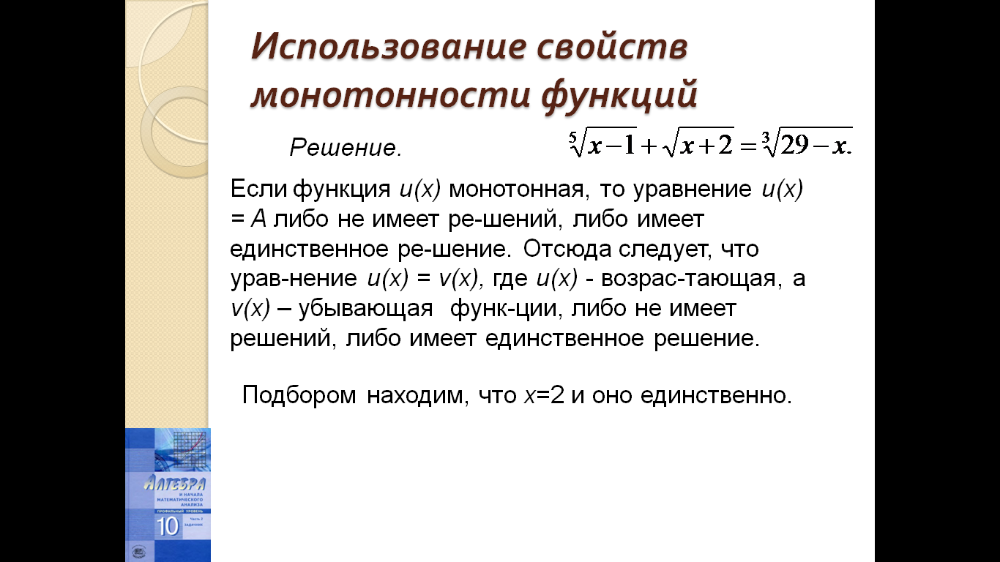 Использование свойств
монотонности функций
Решение.
⁵√x−1 + √x+2 = ³√29−x.
Если функция u(x) монотонная, то уравнение u(x)
= A либо не имеет ре-шений, либо имеет
единственное ре-шение. Отсюда следует, что
урав-нение u(x) = v(x), где u(x) - возрас-тающая, а
v(x) – убывающая функ-ции, либо не имеет
решений, либо имеет единственное решение.
Подбором находим, что x=2 и оно единственно.
АЛГЕБРА
И НАЧАЛА
МАТЕМАТИЧЕСКОГО
АНАЛИЗА
ПРОФИЛЬНЫЙ УРОВЕНЬ
10
Часть 2
ЗАДАЧНИК